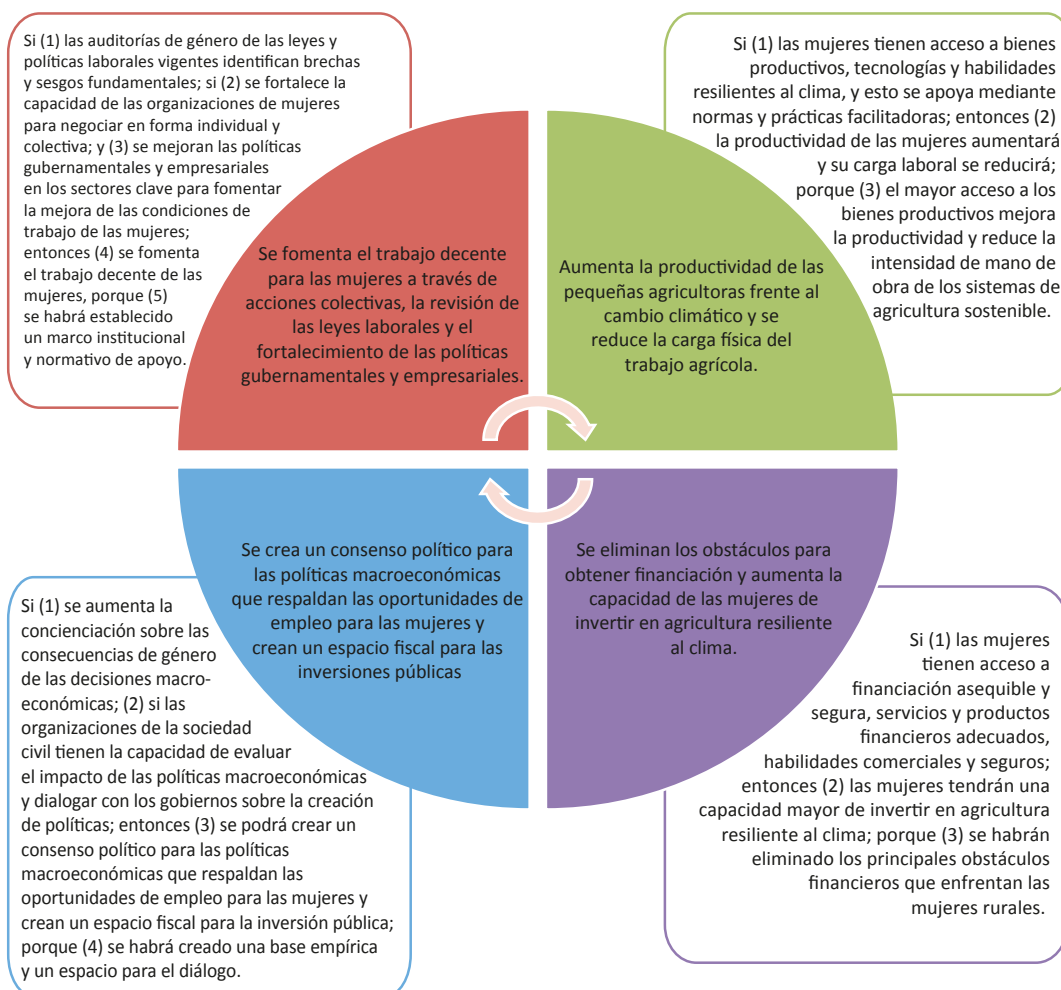 Si (1) las auditorías de género de las leyes y
políticas laborales vigentes identifican brechas
y sesgos fundamentales; si (2) se fortalece la
capacidad de las organizaciones de mujeres
para negociar en forma individual y
colectiva; y (3) se mejoran las políticas
gubernamentales y empresariales
en los sectores clave para fomentar
la mejora de las condiciones de
trabajo de las mujeres;
entonces (4) se fomenta
el trabajo decente de las
mujeres, porque (5)
se habrá establecido
un marco institucional
y normativo de apoyo.
Si (1) las mujeres tienen acceso a bienes
productivos, tecnologías y habilidades
resilientes al clima, y esto se apoya mediante
normas y prácticas facilitadoras; entonces (2)
la productividad de las mujeres aumentará
y su carga laboral se reducirá;
porque (3) el mayor acceso a los
bienes productivos mejora
la productividad y reduce la
intensidad de mano de
obra de los sistemas de
agricultura sostenible.
Se fomenta el trabajo decente
para las mujeres a través de
acciones colectivas, la revisión de
las leyes laborales y el
fortalecimiento de las políticas
gubernamentales y empresariales.
Aumenta la productividad de las
pequeñas agricultoras frente al
cambio climático y se
reduce la carga física del
trabajo agrícola.
Se crea un consenso político para
las políticas macroeconómicas
que respaldan las oportunidades de
empleo para las mujeres y
crean un espacio fiscal para las
inversiones públicas
Se eliminan los obstáculos para
obtener financiación y aumenta la
capacidad de las mujeres de
invertir en agricultura resiliente
al clima.
Si (1) se aumenta la
concienciación sobre las
consecuencias de género
de las decisiones macro-
económicas; (2) si las
organizaciones de la sociedad
civil tienen la capacidad de evaluar
el impacto de las políticas macroeconómicas
y dialogar con los gobiernos sobre la creación
de políticas; entonces (3) se podrá crear un
consenso político para las políticas
macroeconómicas que respaldan las
oportunidades de empleo para las mujeres y
crean un espacio fiscal para la inversión pública;
porque (4) se habrá creado una base empírica
y un espacio para el diálogo.
Si (1) las mujeres
tienen acceso a
financiación asequible y
segura, servicios y productos
financieros adecuados,
habilidades comerciales y seguros;
entonces (2) las mujeres tendrán una
capacidad mayor de invertir en agricultura
resiliente al clima; porque (3) se habrán
eliminado los principales obstáculos
financieros que enfrentan las
mujeres rurales.